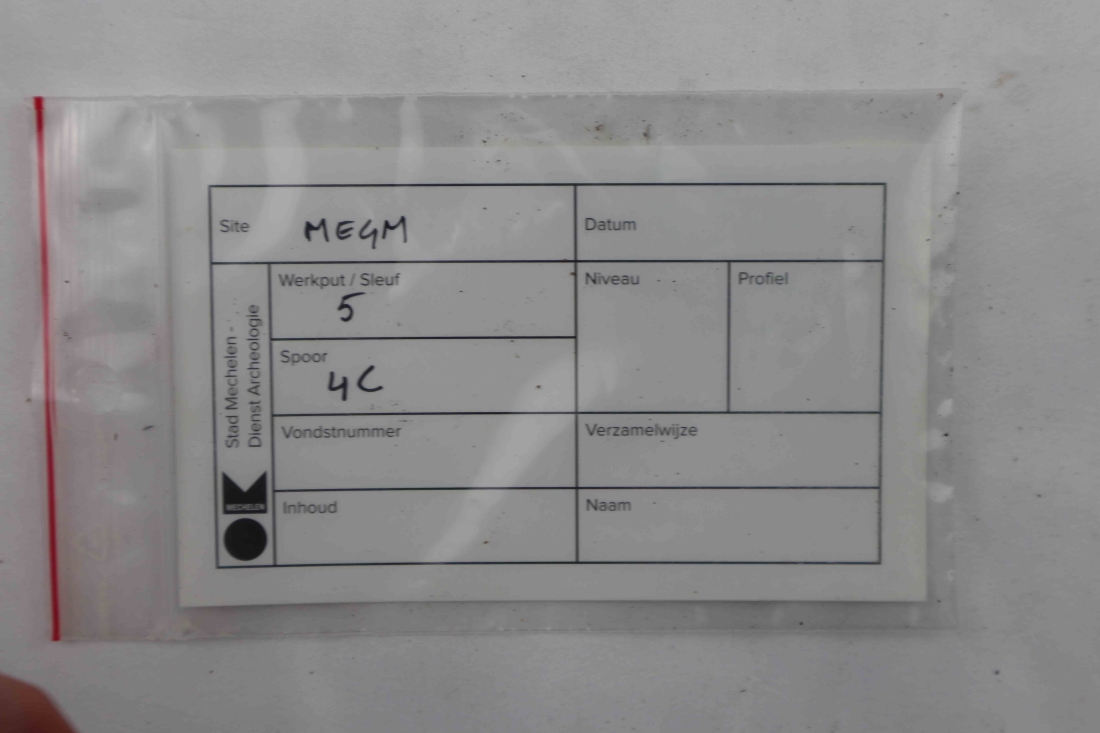 Site MEGM
Datum
Werkput / Sleuf
5
Niveau
Profiel
Spoor
4C
Vondstnummer
Verzamelwijze
Inhoud
Naam
Stad Mechelen -
Dienst Archeologie
MECHELEN